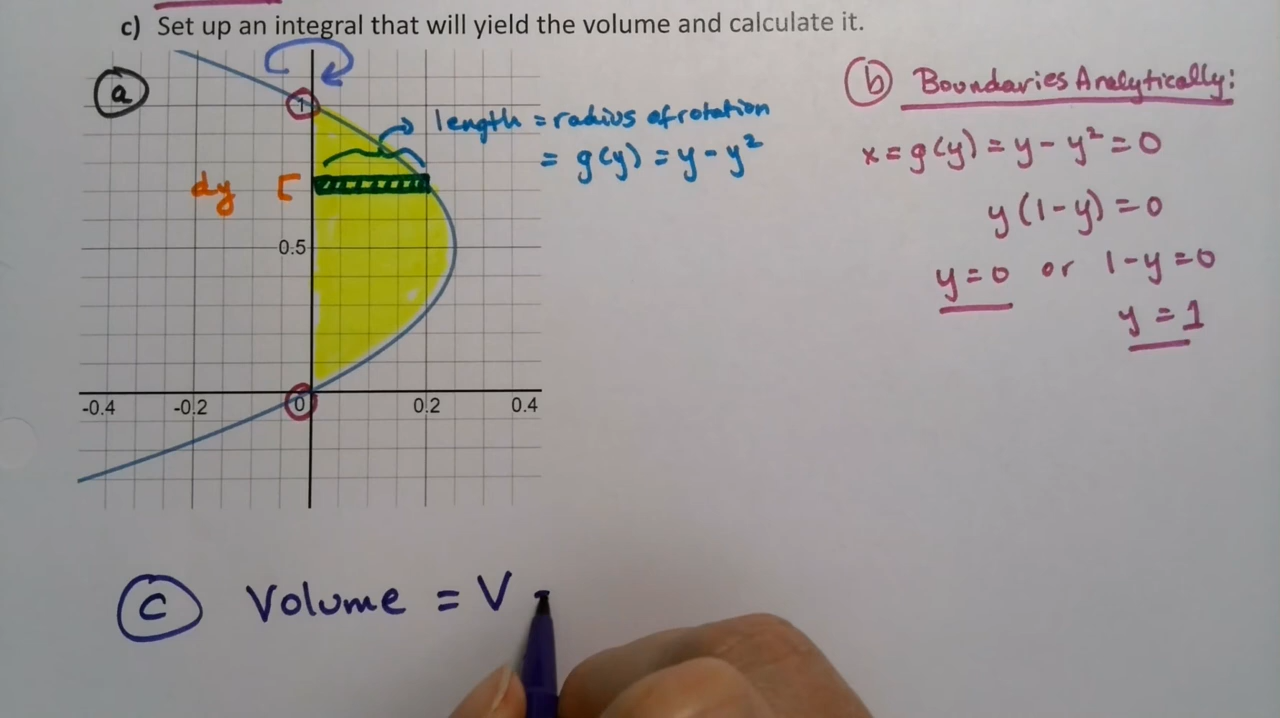 c) Set up an integral that will yield the volume and calculate it.
a
1
length = radius of rotation
= g(y) = y - y²
dy [
0.5
-0.4 -0.2 0 0.2 0.4
b Boundaries Analytically:
x = g(y) = y - y² = 0
y (1-y) = 0
y = 0 or 1-y = 0
y = 1
c Volume = V